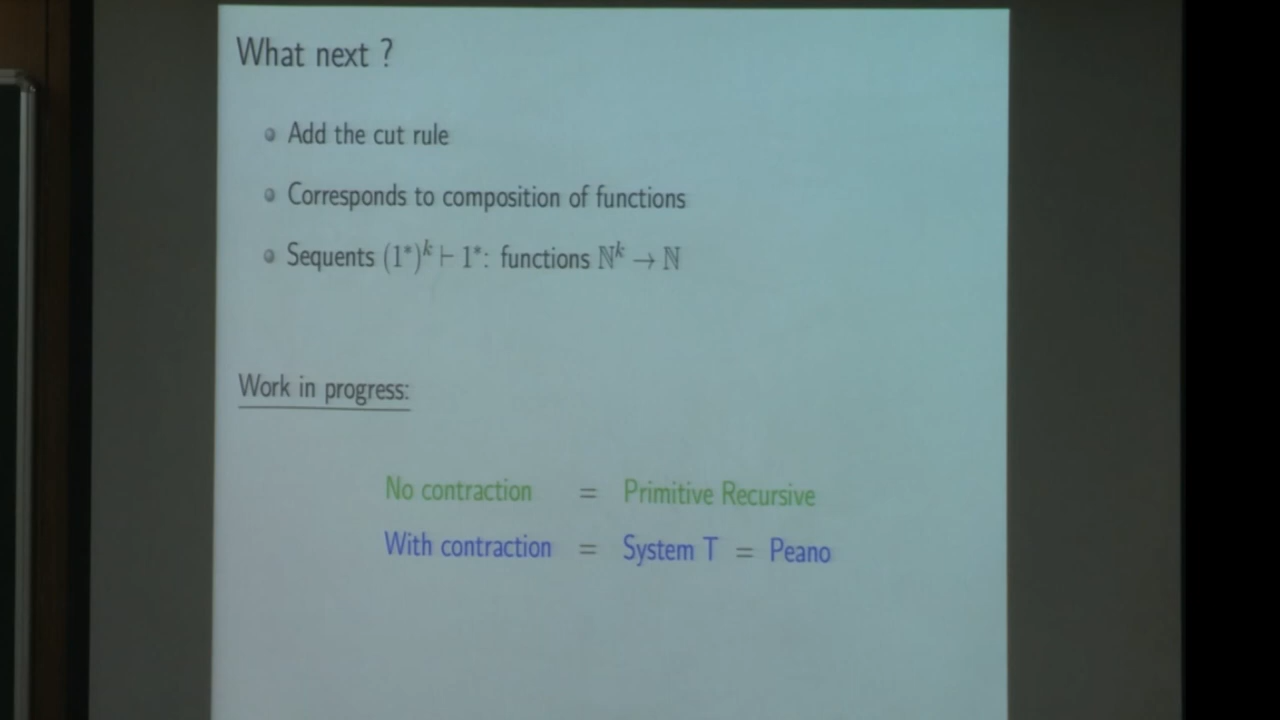 What next ?
Add the cut rule
Corresponds to composition of functions
Sequents (1*)ᵏ ⊢ 1*: functions ℕᵏ → ℕ
Work in progress:
No contraction = Primitive Recursive
With contraction = System T = Peano